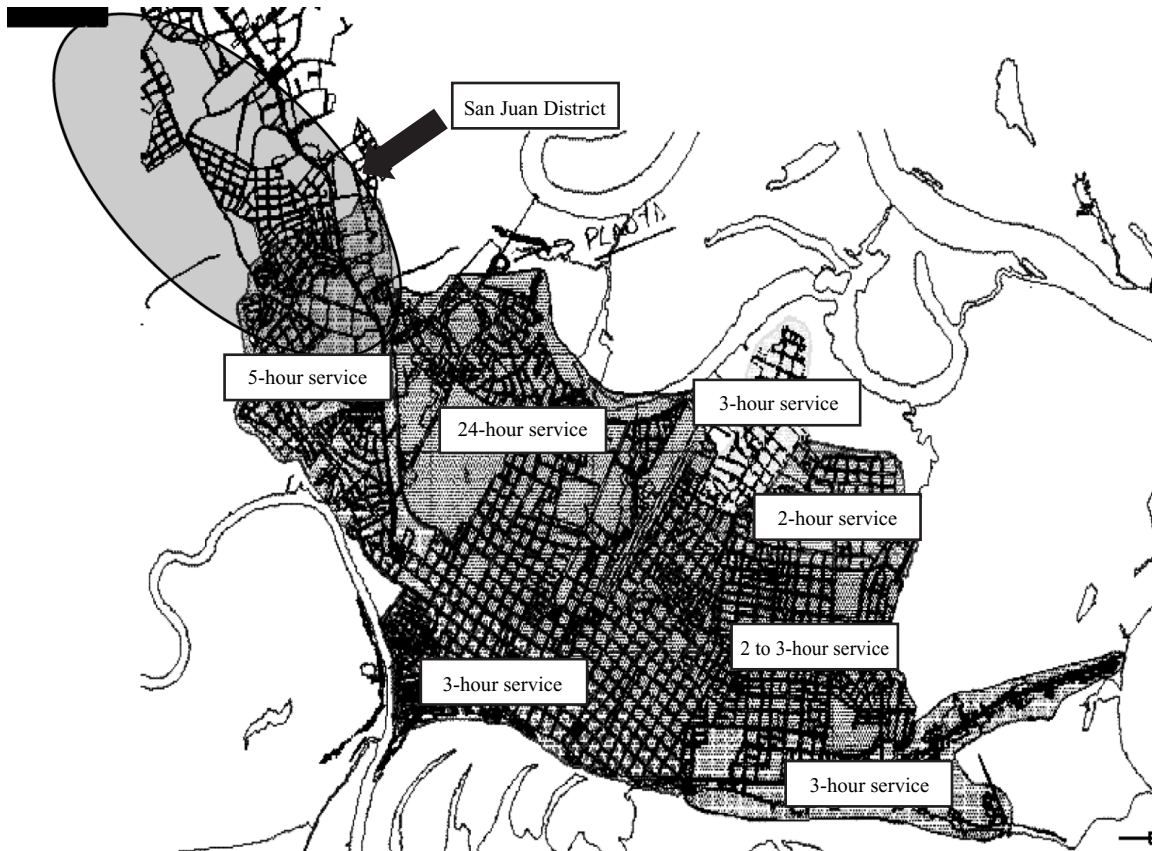 San Juan District
PLANTA
5-hour service
3-hour service
24-hour service
2-hour service
2 to 3-hour service
3-hour service
3-hour service